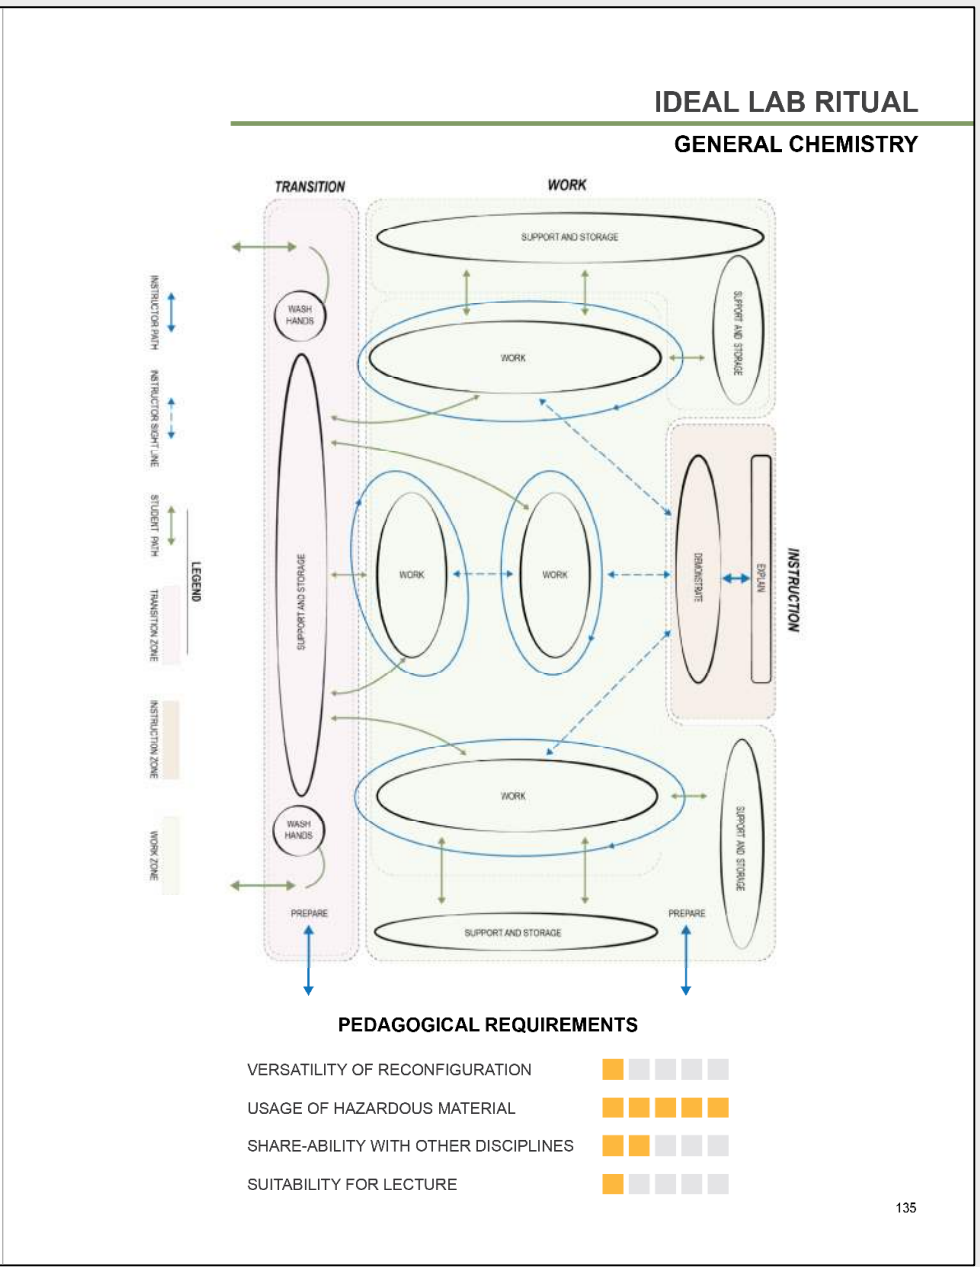 IDEAL LAB RITUAL
GENERAL CHEMISTRY
TRANSITION
WORK
SUPPORT AND STORAGE
SUPPORT AND STORAGE
WASH
HANDS
WORK
INSTRUCTOR PATH
INSTRUCTOR SIGHT LINE
STUDENT PATH
LEGEND
TRANSITION ZONE
INSTRUCTION ZONE
WORK ZONE
SUPPORT AND STORAGE
WORK
WORK
DEMONSTRATE
EXPLAIN
INSTRUCTION
WORK
WASH
HANDS
SUPPORT AND STORAGE
PREPARE
PREPARE
SUPPORT AND STORAGE
PEDAGOGICAL REQUIREMENTS
VERSATILITY OF RECONFIGURATION
USAGE OF HAZARDOUS MATERIAL
SHARE-ABILITY WITH OTHER DISCIPLINES
SUITABILITY FOR LECTURE
135